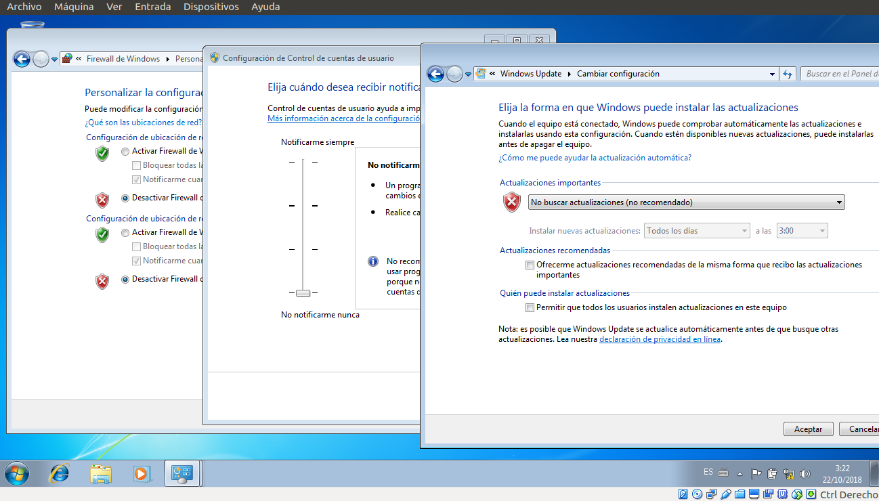 Archivo Máquina Ver Entrada Dispositivos Ayuda
« Firewall de Windows ▸ Persona
Personalizar la configurac
Puede modificar la configuración
¿Qué son las ubicaciones de red?
Configuración de ubicación de re
Activar Firewall de W
Bloquear todas la
Notificarme cuan
Desactivar Firewall d
Configuración de ubicación de re
Activar Firewall de W
Bloquear todas la
Notificarme cuan
Desactivar Firewall d
Configuración de Control de cuentas de usuario
Elija cuándo desea recibir notifica
Control de cuentas de usuario ayuda a imp
Más información acerca de la configuració
Notificarme siempre
No notificarme
Un progra
cambios e
Realice ca
No recom
usar prog
porque n
cuentas d
No notificarme nunca
« Windows Update ▸ Cambiar configuración
Buscar en el Panel d
Elija la forma en que Windows puede instalar las actualizaciones
Cuando el equipo está conectado, Windows puede comprobar automáticamente las actualizaciones e
instalarlas usando esta configuración. Cuando estén disponibles nuevas actualizaciones, puede instalarlas
antes de apagar el equipo.
¿Cómo me puede ayudar la actualización automática?
Actualizaciones importantes
No buscar actualizaciones (no recomendado)
Instalar nuevas actualizaciones: Todos los días a las 3:00
Actualizaciones recomendadas
Ofrecerme actualizaciones recomendadas de la misma forma que recibo las actualizaciones
importantes
Quién puede instalar actualizaciones
Permitir que todos los usuarios instalen actualizaciones en este equipo
Nota: es posible que Windows Update se actualice automáticamente antes de que busque otras
actualizaciones. Lea nuestra declaración de privacidad en línea.
Aceptar Cancelar
ES
3:22
22/10/2018
Ctrl Derecho